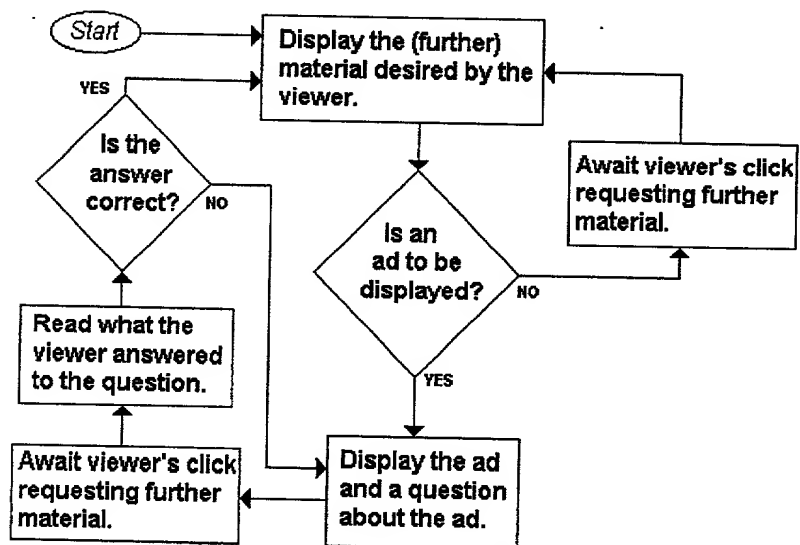 Start
Display the (further)
material desired by the
viewer.
YES
Is the
answer
correct?
NO
Await viewer's click
requesting further
material.
Is an
ad to be
displayed?
NO
Read what the
viewer answered
to the question.
YES
Await viewer's click
requesting further
material.
Display the ad
and a question
about the ad.